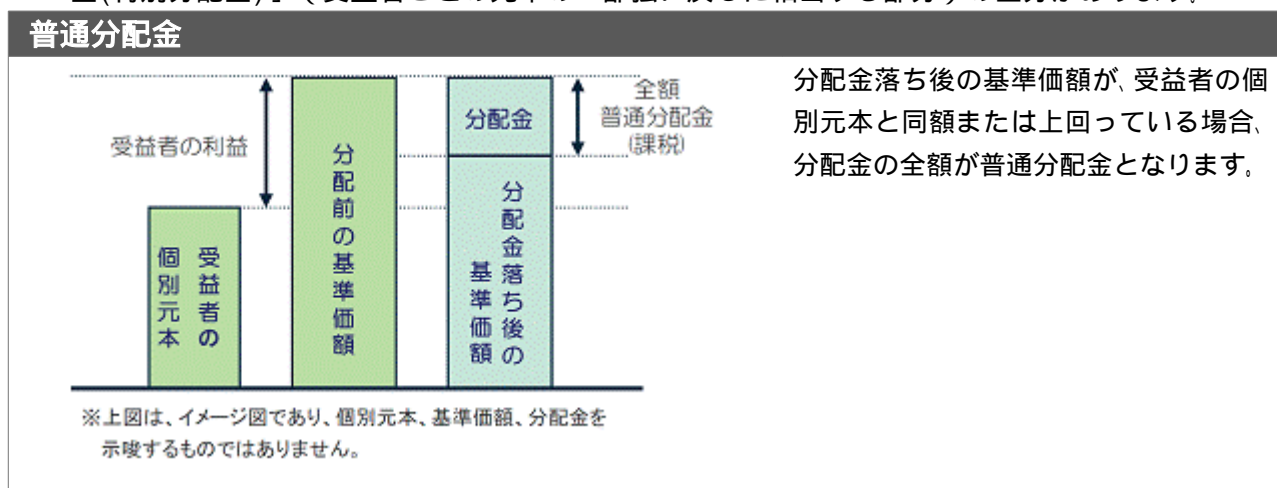 普通分配金
分配金落ち後の基準価額が、受益者の個
別元本と同額または上回っている場合、
分配金の全額が普通分配金となります。
受益者の利益
受益者の
個別元本
分配前の基準価額
分配金
分配金落ち後の
基準価額
全額
普通分配金
(課税)
※上図は、イメージ図であり、個別元本、基準価額、分配金を
示唆するものではありません。